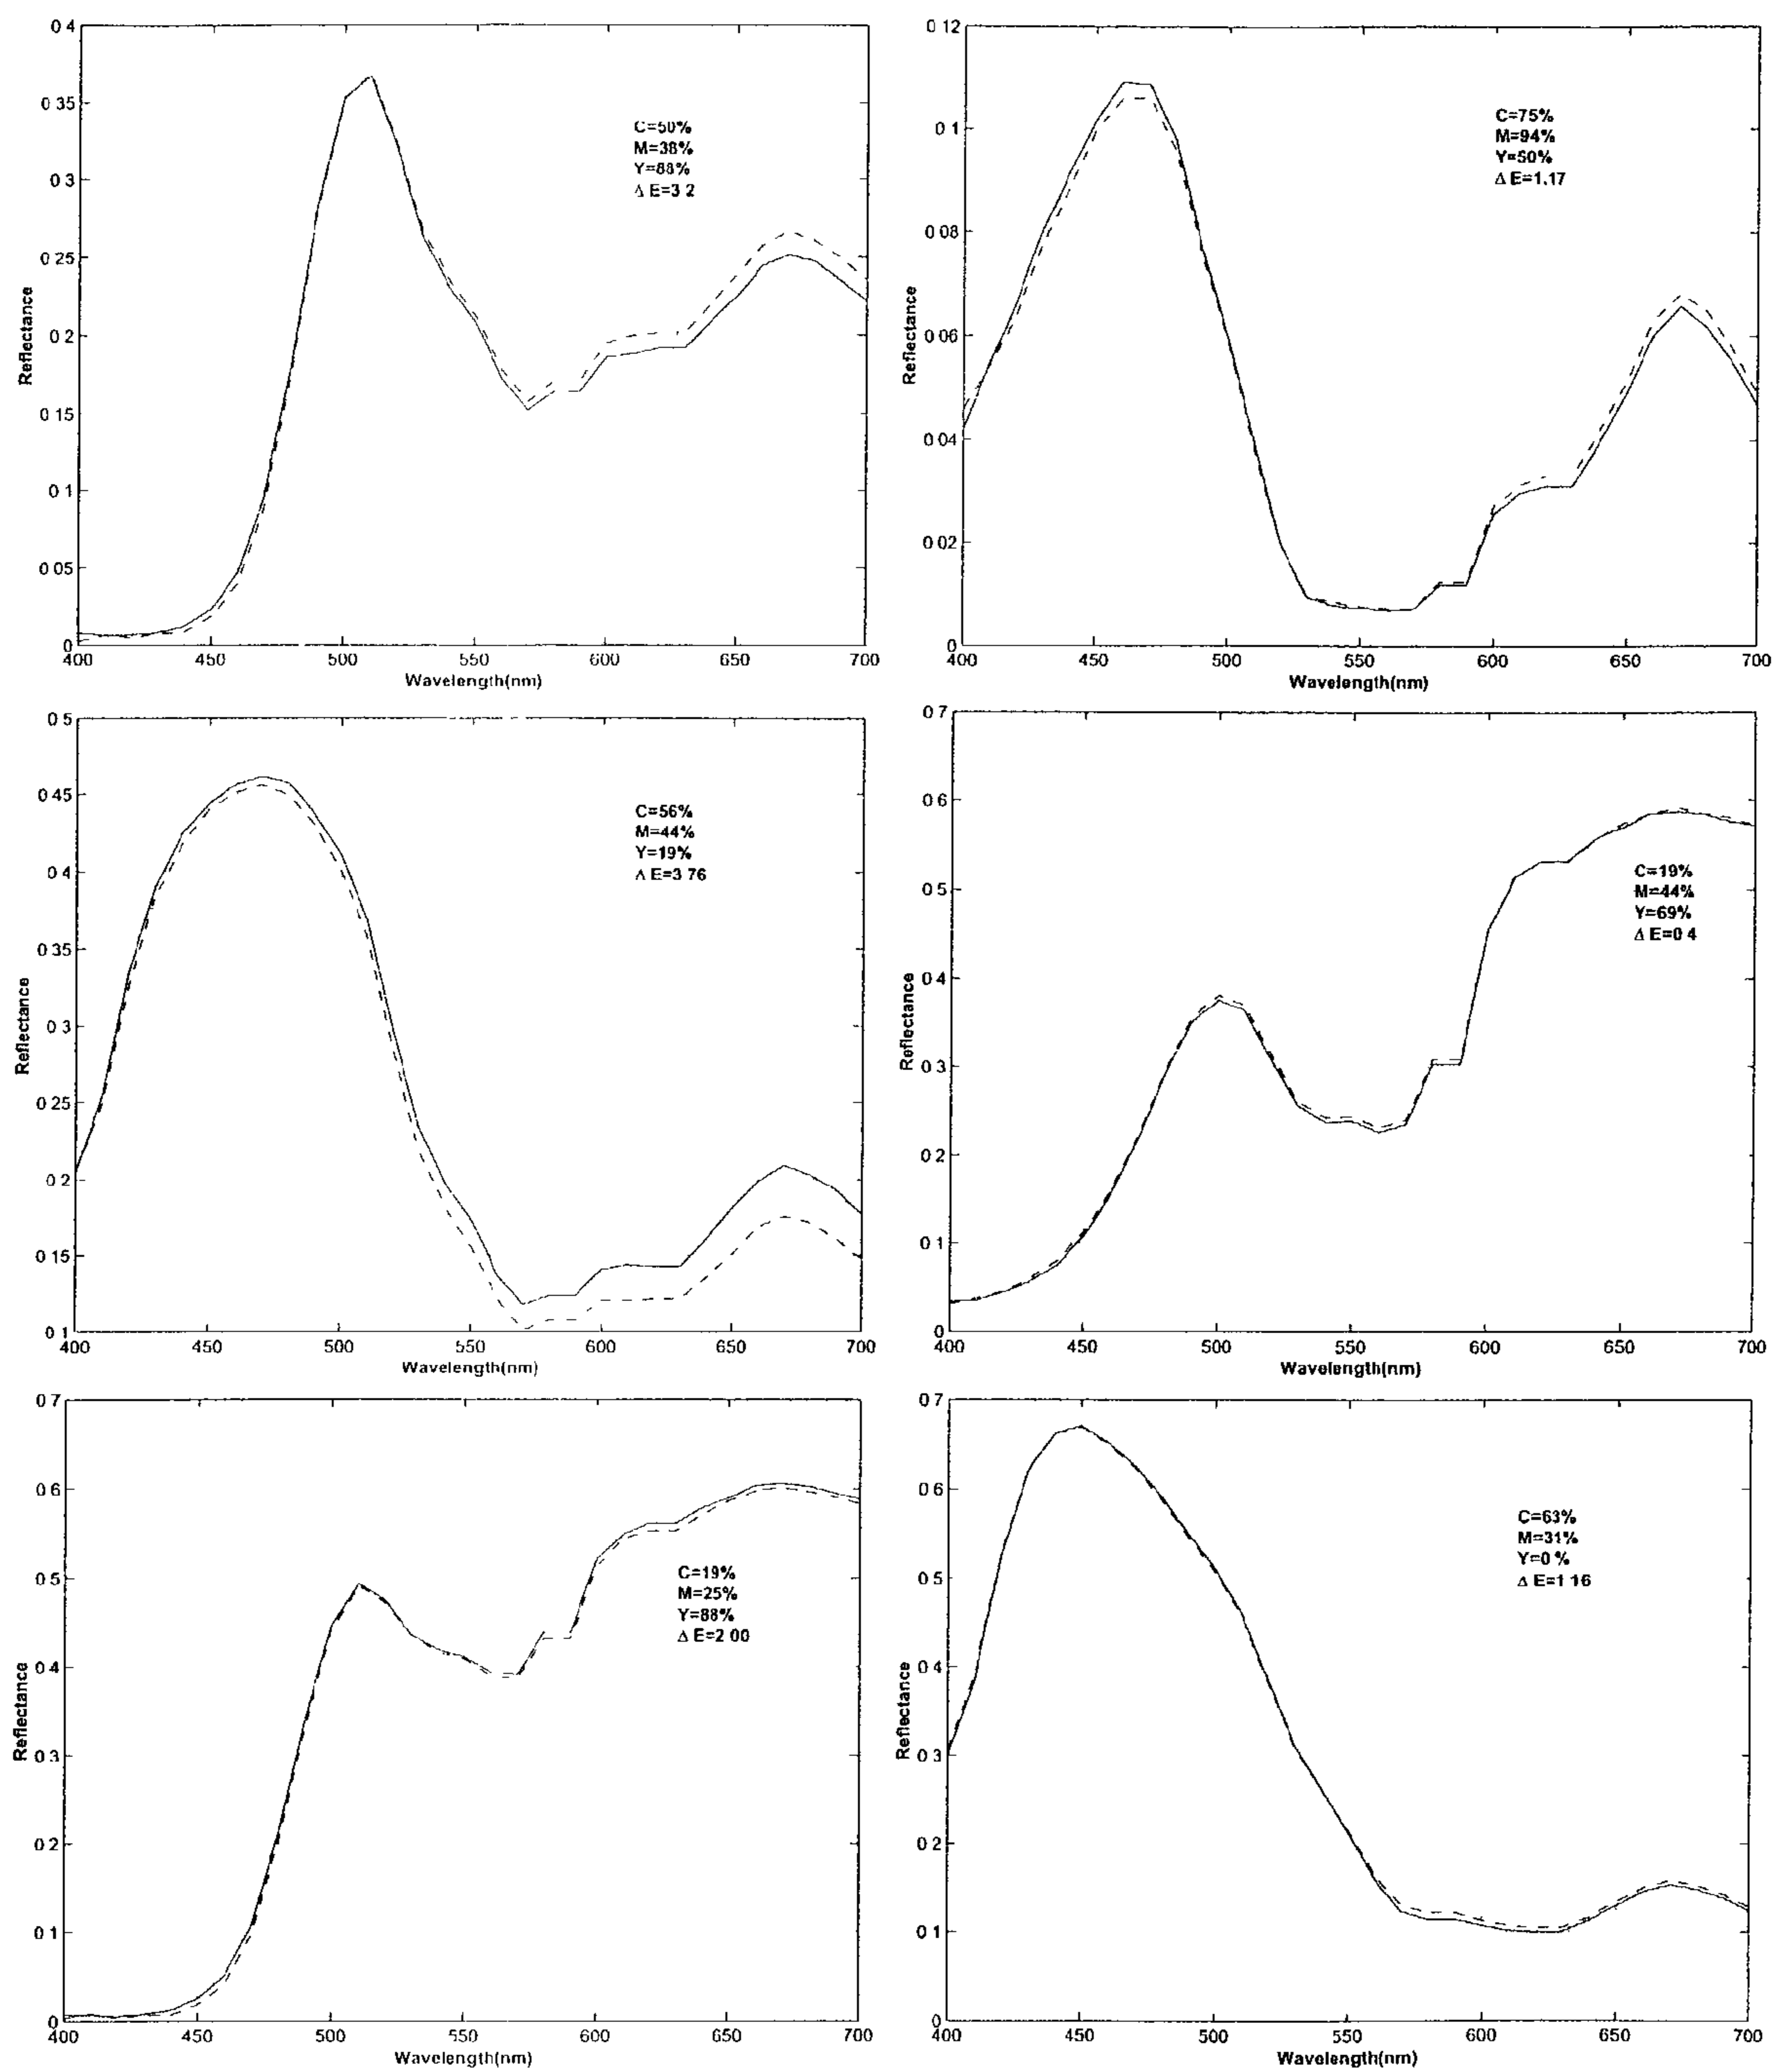 0 4
0 35
0 3
0 25
0 2
0 15
0 1
0 05
0
Reflectance
C=50%
M=38%
Y=88%
Δ E=3 2
400 450 500 550 600 650 700
Wavelength(nm)
0 12
0 1
0 08
0 06
0 04
0 02
0
Reflectance
C=75%
M=94%
Y=50%
Δ E=1.17
400 450 500 550 600 650 700
Wavelength(nm)
0 5
0 45
0 4
0 35
0 3
0 25
0 2
0 15
0 1
Reflectance
C=56%
M=44%
Y=19%
Δ E=3 76
400 450 500 550 600 650 700
Wavelength(nm)
0 7
0 6
0 5
0 4
0 3
0 2
0 1
0
Reflectance
C=19%
M=44%
Y=69%
Δ E=0 4
400 450 500 550 600 650 700
Wavelength(nm)
0 7
0 6
0 5
0 4
0 3
0 2
0 1
0
Reflectance
C=19%
M=25%
Y=88%
Δ E=2 00
400 450 500 550 600 650 700
Wavelength(nm)
0 7
0 6
0 5
0 4
0 3
0 2
0 1
0
Reflectance
C=63%
M=31%
Y=0 %
Δ E=1 16
400 450 500 550 600 650 700
Wavelength(nm)